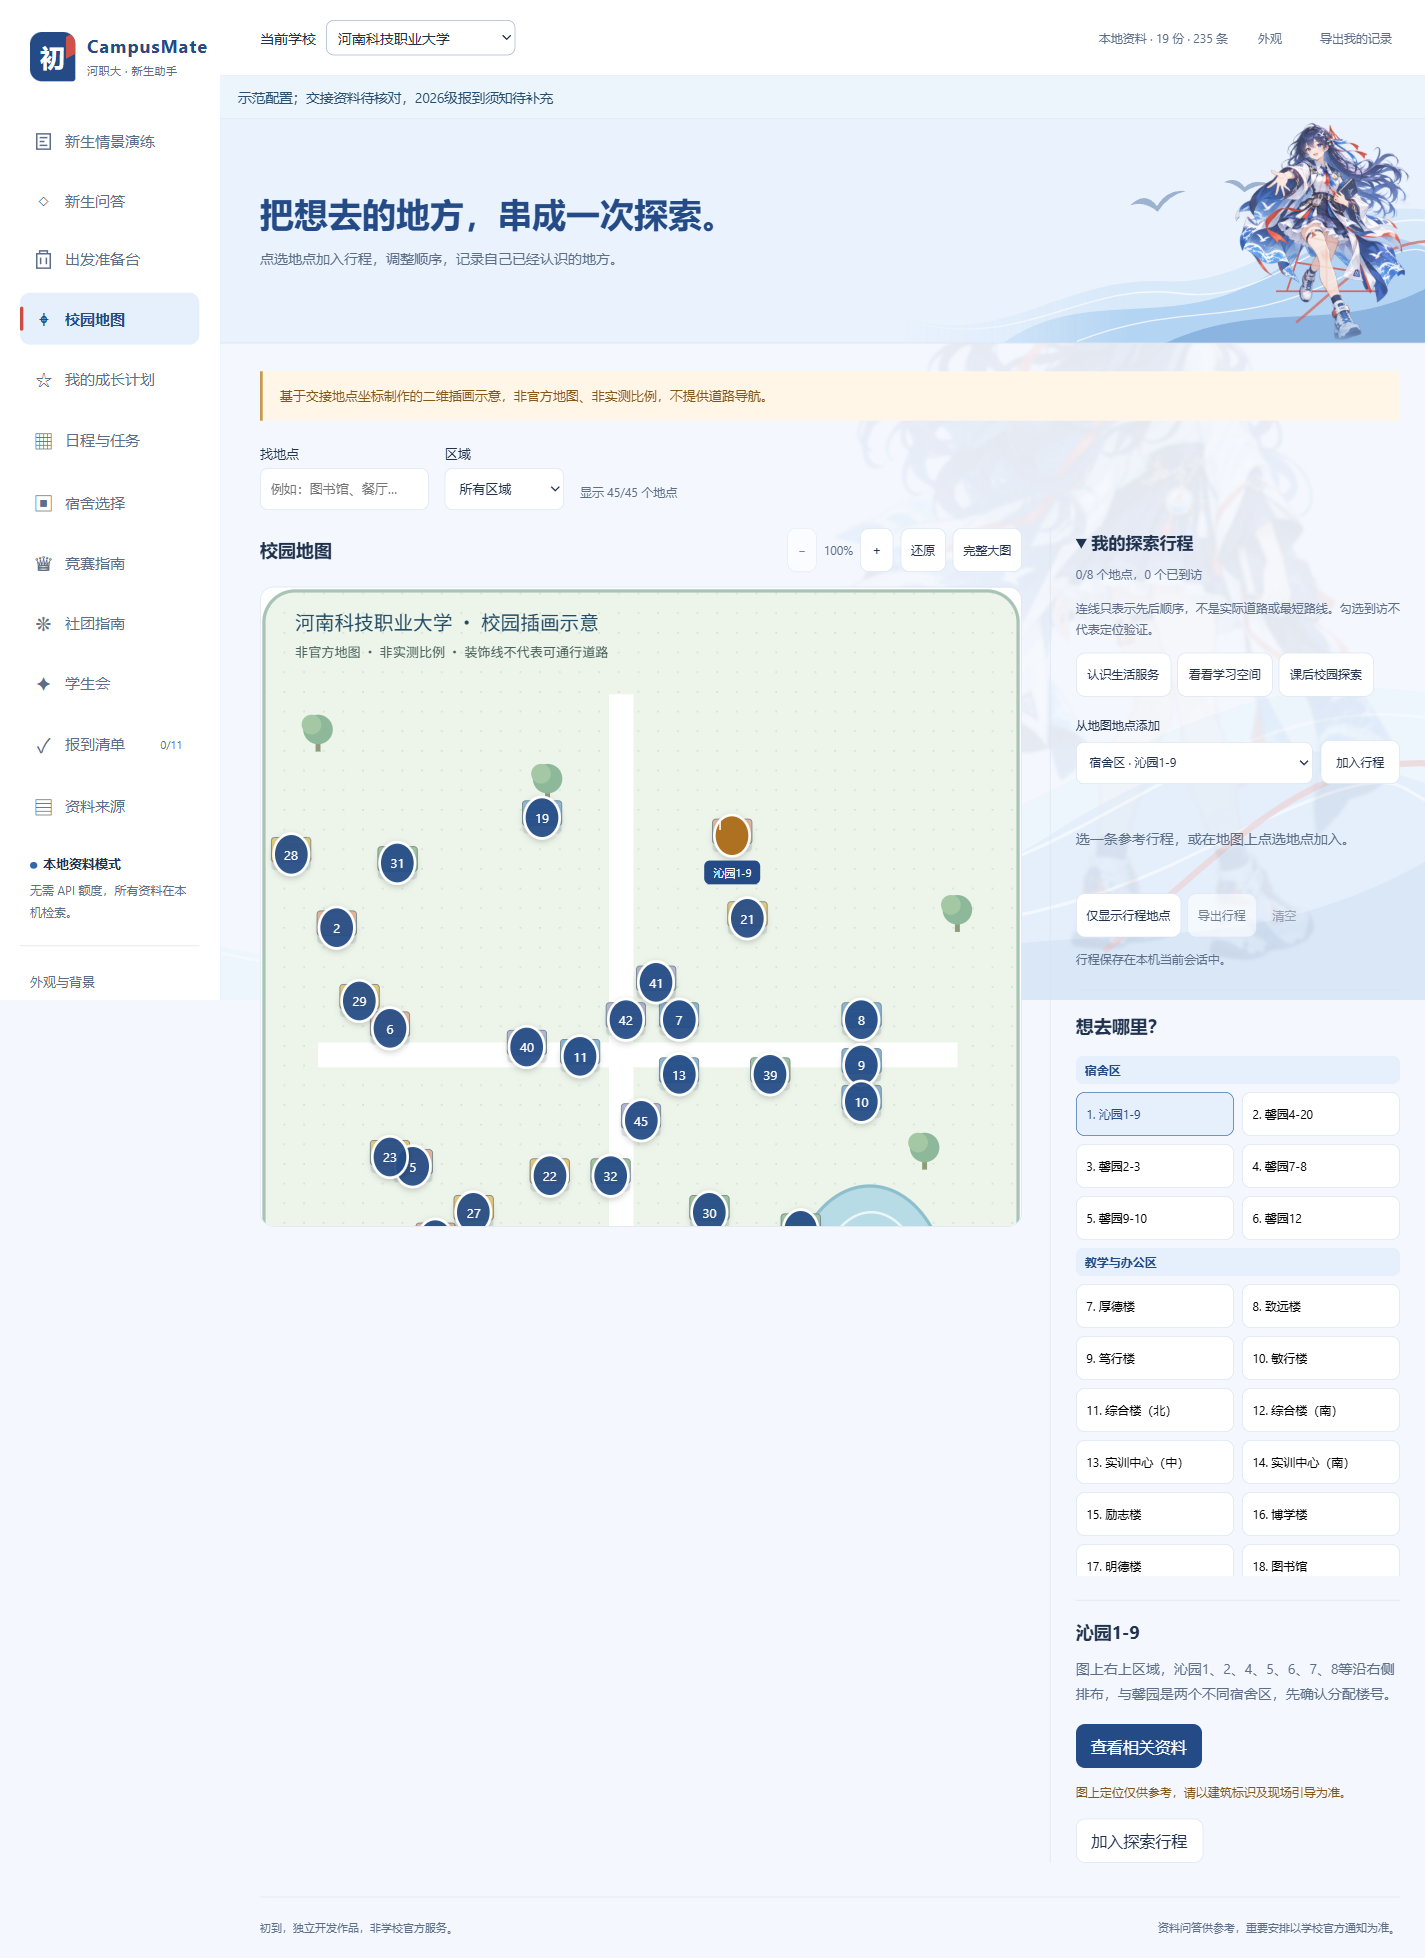 初
CampusMate
河职大 · 新生助手
新生情景演练
新生问答
出发准备台
校园地图
我的成长计划
日程与任务
宿舍选择
竞赛指南
社团指南
学生会
报到清单
0/11
资料来源
本地资料模式
无需 API 额度，所有资料在本
机检索。
外观与背景
当前学校
河南科技职业大学
本地资料 · 19 份 · 235 条
外观
导出我的记录
示范配置；交接资料待核对，2026级报到须知待补充
把想去的地方，串成一次探索。
点选地点加入行程，调整顺序，记录自己已经认识的地方。
基于交接地点坐标制作的二维插画示意，非官方地图、非实测比例，不提供道路导航。
找地点
区域
例如：图书馆、餐厅...
所有区域
显示 45/45 个地点
校园地图
−
100%
+
还原
完整大图
河南科技职业大学 · 校园插画示意
非官方地图 · 非实测比例 · 装饰线不代表可通行道路
19
28
31
沁园1-9
21
2
41
29
42
7
8
6
40
11
9
13
39
10
45
23
5
22
32
27
30
▼ 我的探索行程
0/8 个地点，0 个已到访
连线只表示先后顺序，不是实际道路或最短路线。勾选到访不
代表定位验证。
认识生活服务
看看学习空间
课后校园探索
从地图地点添加
宿舍区 · 沁园1-9
加入行程
选一条参考行程，或在地图上点选地点加入。
仅显示行程地点
导出行程
清空
行程保存在本机当前会话中。
想去哪里？
宿舍区
1. 沁园1-9
2. 馨园4-20
3. 馨园2-3
4. 馨园7-8
5. 馨园9-10
6. 馨园12
教学与办公区
7. 厚德楼
8. 致远楼
9. 笃行楼
10. 敏行楼
11. 综合楼（北）
12. 综合楼（南）
13. 实训中心（中）
14. 实训中心（南）
15. 励志楼
16. 博学楼
17. 明德楼
18. 图书馆
沁园1-9
图上右上区域，沁园1、2、4、5、6、7、8等沿右侧
排布，与馨园是两个不同宿舍区，先确认分配楼号。
查看相关资料
图上定位仅供参考，请以建筑标识及现场引导为准。
加入探索行程
初到，独立开发作品，非学校官方服务。
资料问答供参考，重要安排以学校官方通知为准。